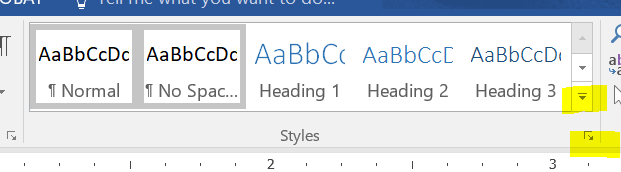 Tell me what you want to do...
¶
AaBbCcDc AaBbCcDc AaBbCc AaBbCcD AaBbCcDc
¶ Normal ¶ No Spac... Heading 1 Heading 2 Heading 3
Styles
2 3